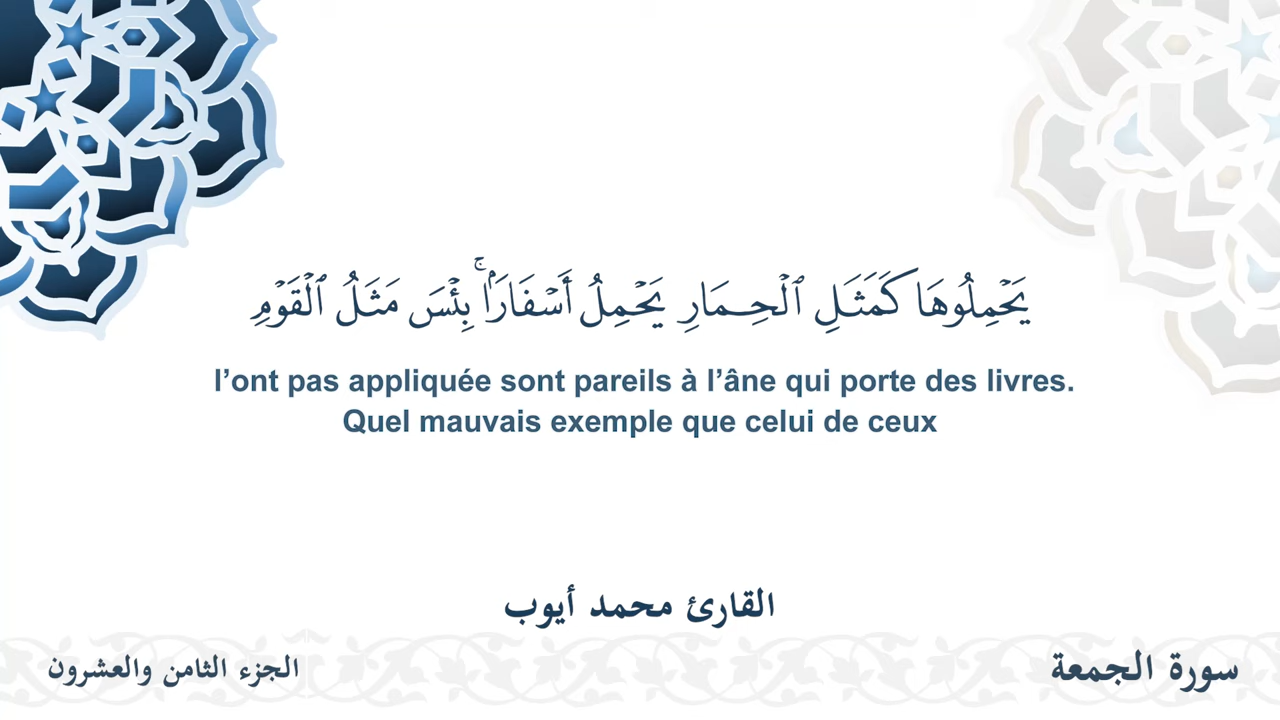 يَحۡمِلُوهَا كَمَثَلِ ٱلۡحِمَارِ يَحۡمِلُ أَسۡفَارَۢاۚ بِئۡسَ مَثَلُ ٱلۡقَوۡمِ
l’ont pas appliquée sont pareils à l’âne qui porte des livres.
Quel mauvais exemple que celui de ceux
القارئ محمد أيوب
سورة الجمعة
الجزء الثامن والعشرون